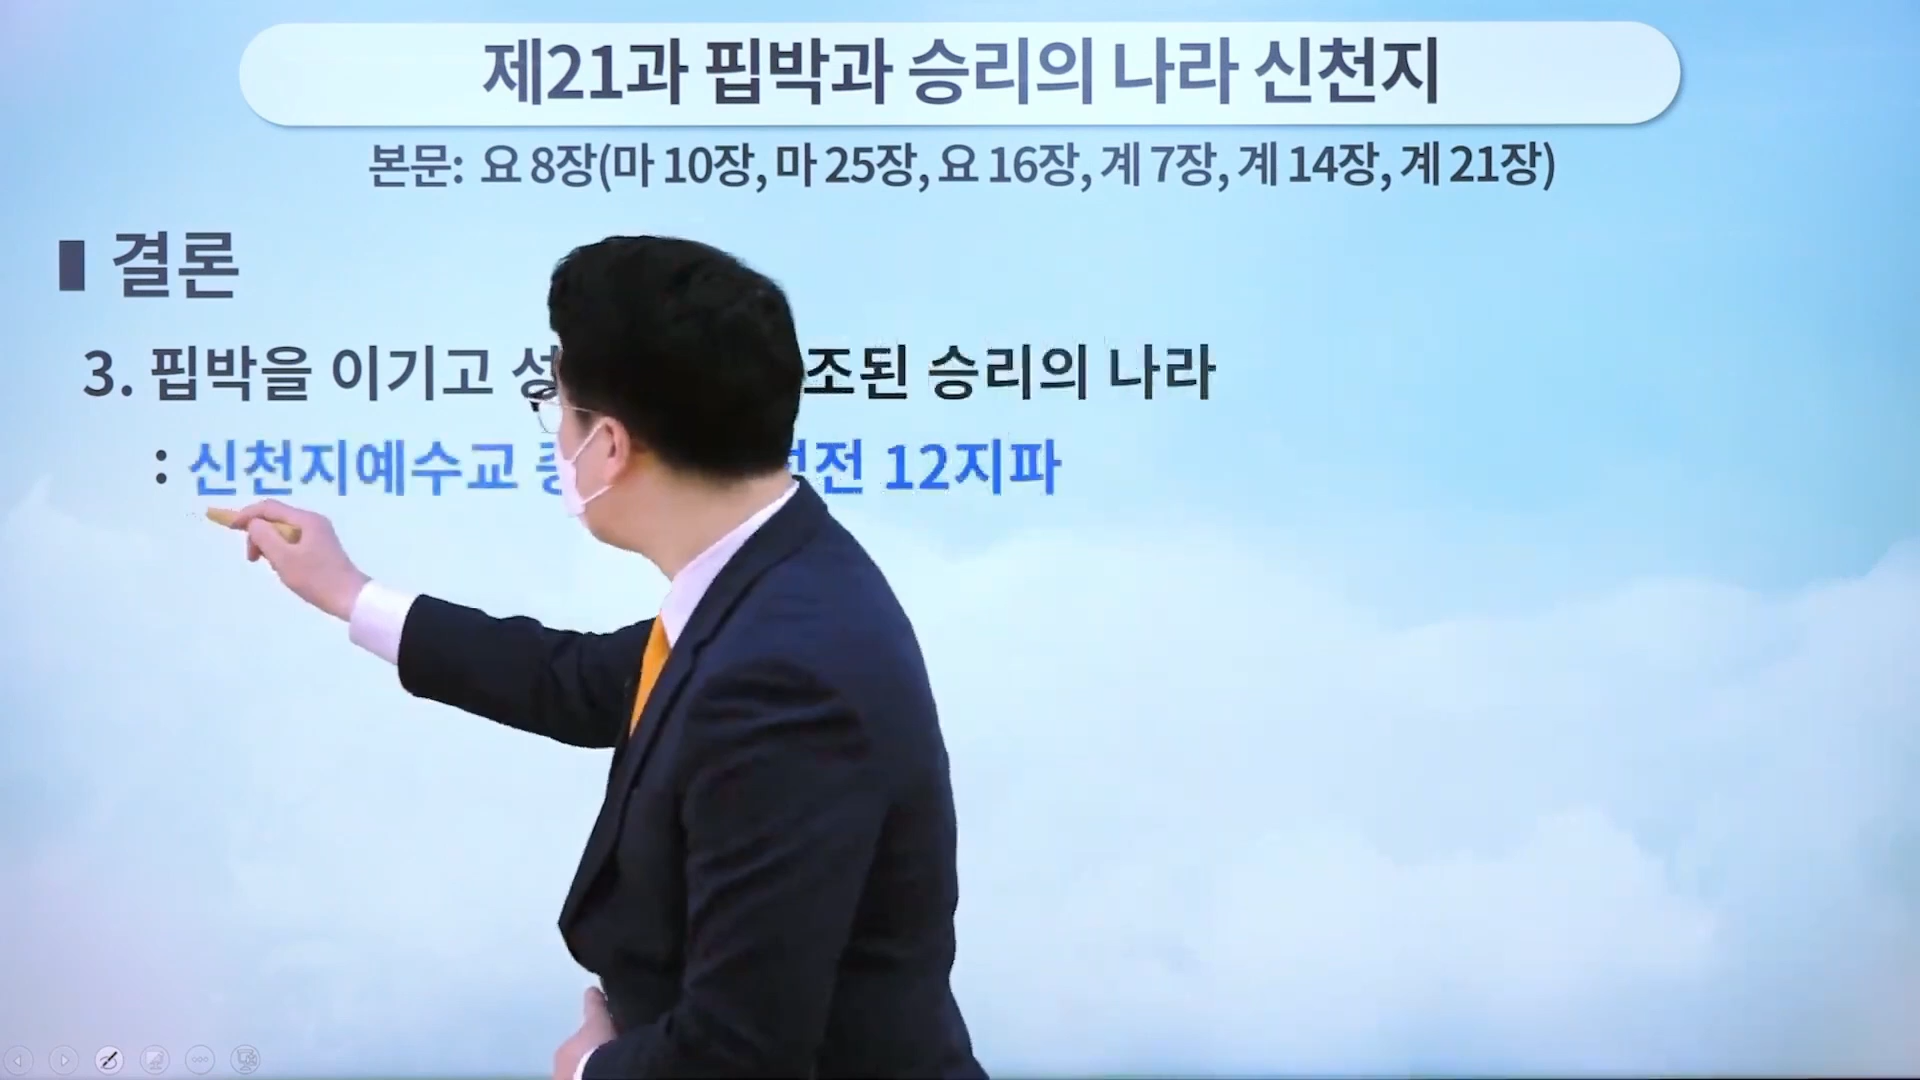 제21과 핍박과 승리의 나라 신천지
본문: 요 8장(마 10장, 마 25장, 요 16장, 계 7장, 계 14장, 계 21장)
결론
3. 핍박을 이기고 조된 승리의 나라
: 신천지예수교 12지파